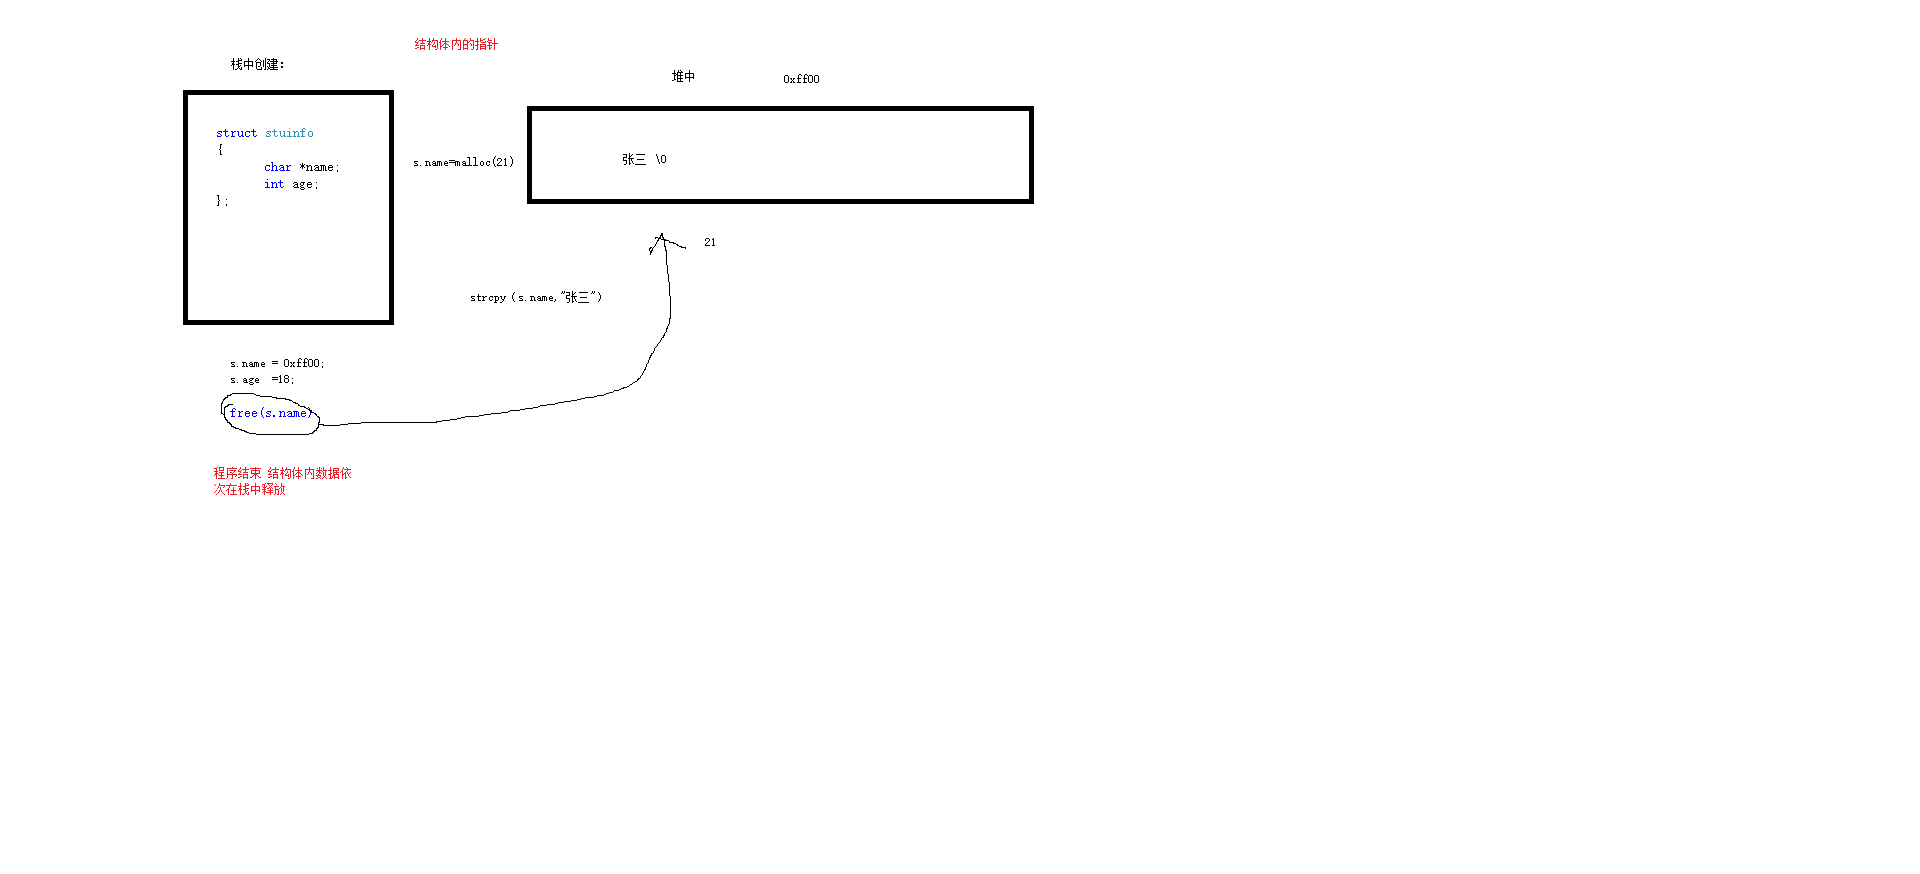 结构体内的指针
栈中创建:
堆中
0xff00
struct stuinfo
{
char *name;
int age;
};
s.name=malloc(21)
张三 \0
21
strcpy(s.name,"张三")
s.name = 0xff00;
s.age =18;
free(s.name)
程序结束 结构体内数据依
次在栈中释放